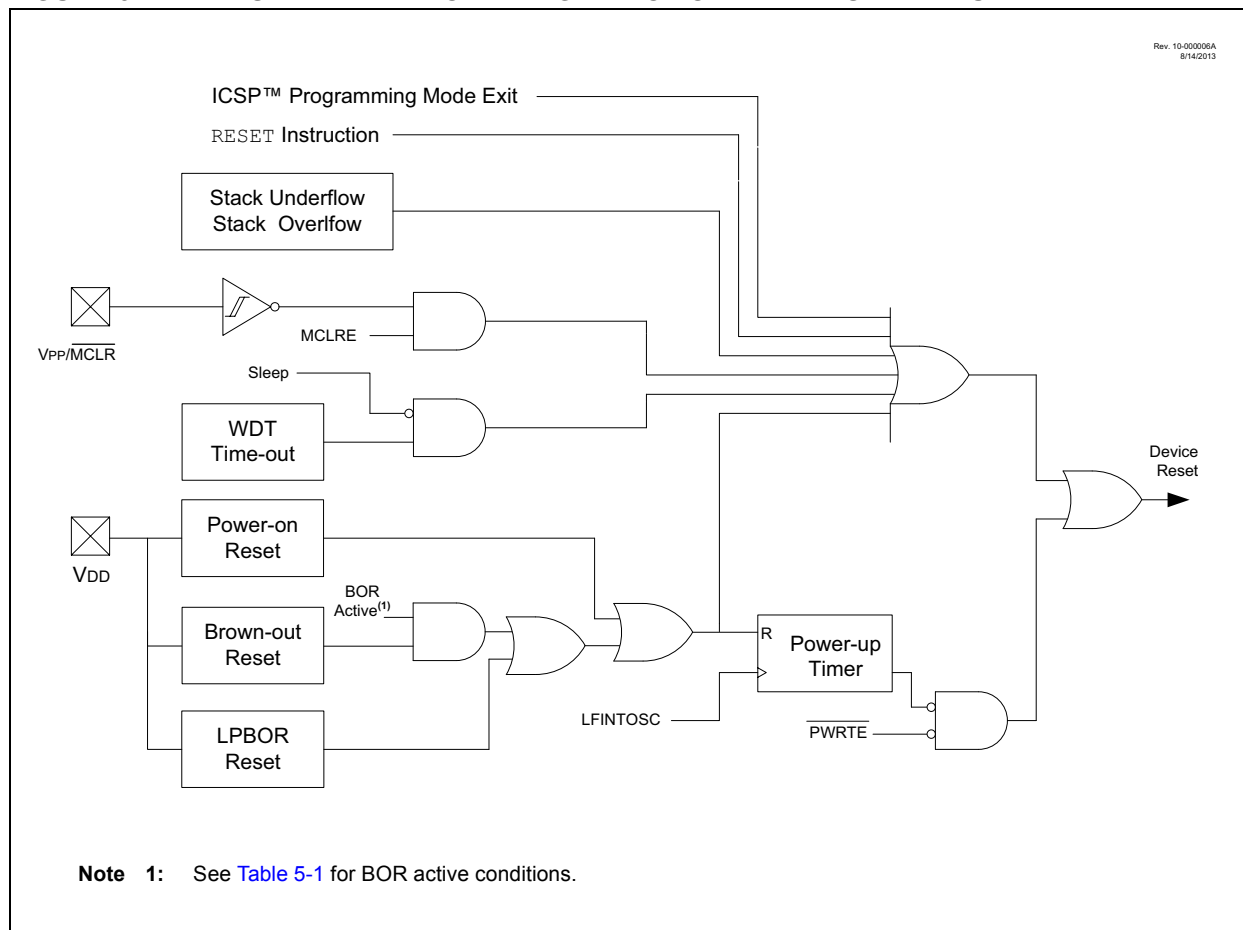 Rev. 10-000006A
8/14/2013
ICSP™ Programming Mode Exit
RESET Instruction
Stack Underflow
Stack Overlfow
VPP/MCLR
MCLRE
Sleep
WDT
Time-out
Device
Reset
VDD
Power-on
Reset
BOR
Active(1)
Brown-out
Reset
R
Power-up
Timer
LFINTOSC
PWRTE
LPBOR
Reset
Note 1: See Table 5-1 for BOR active conditions.